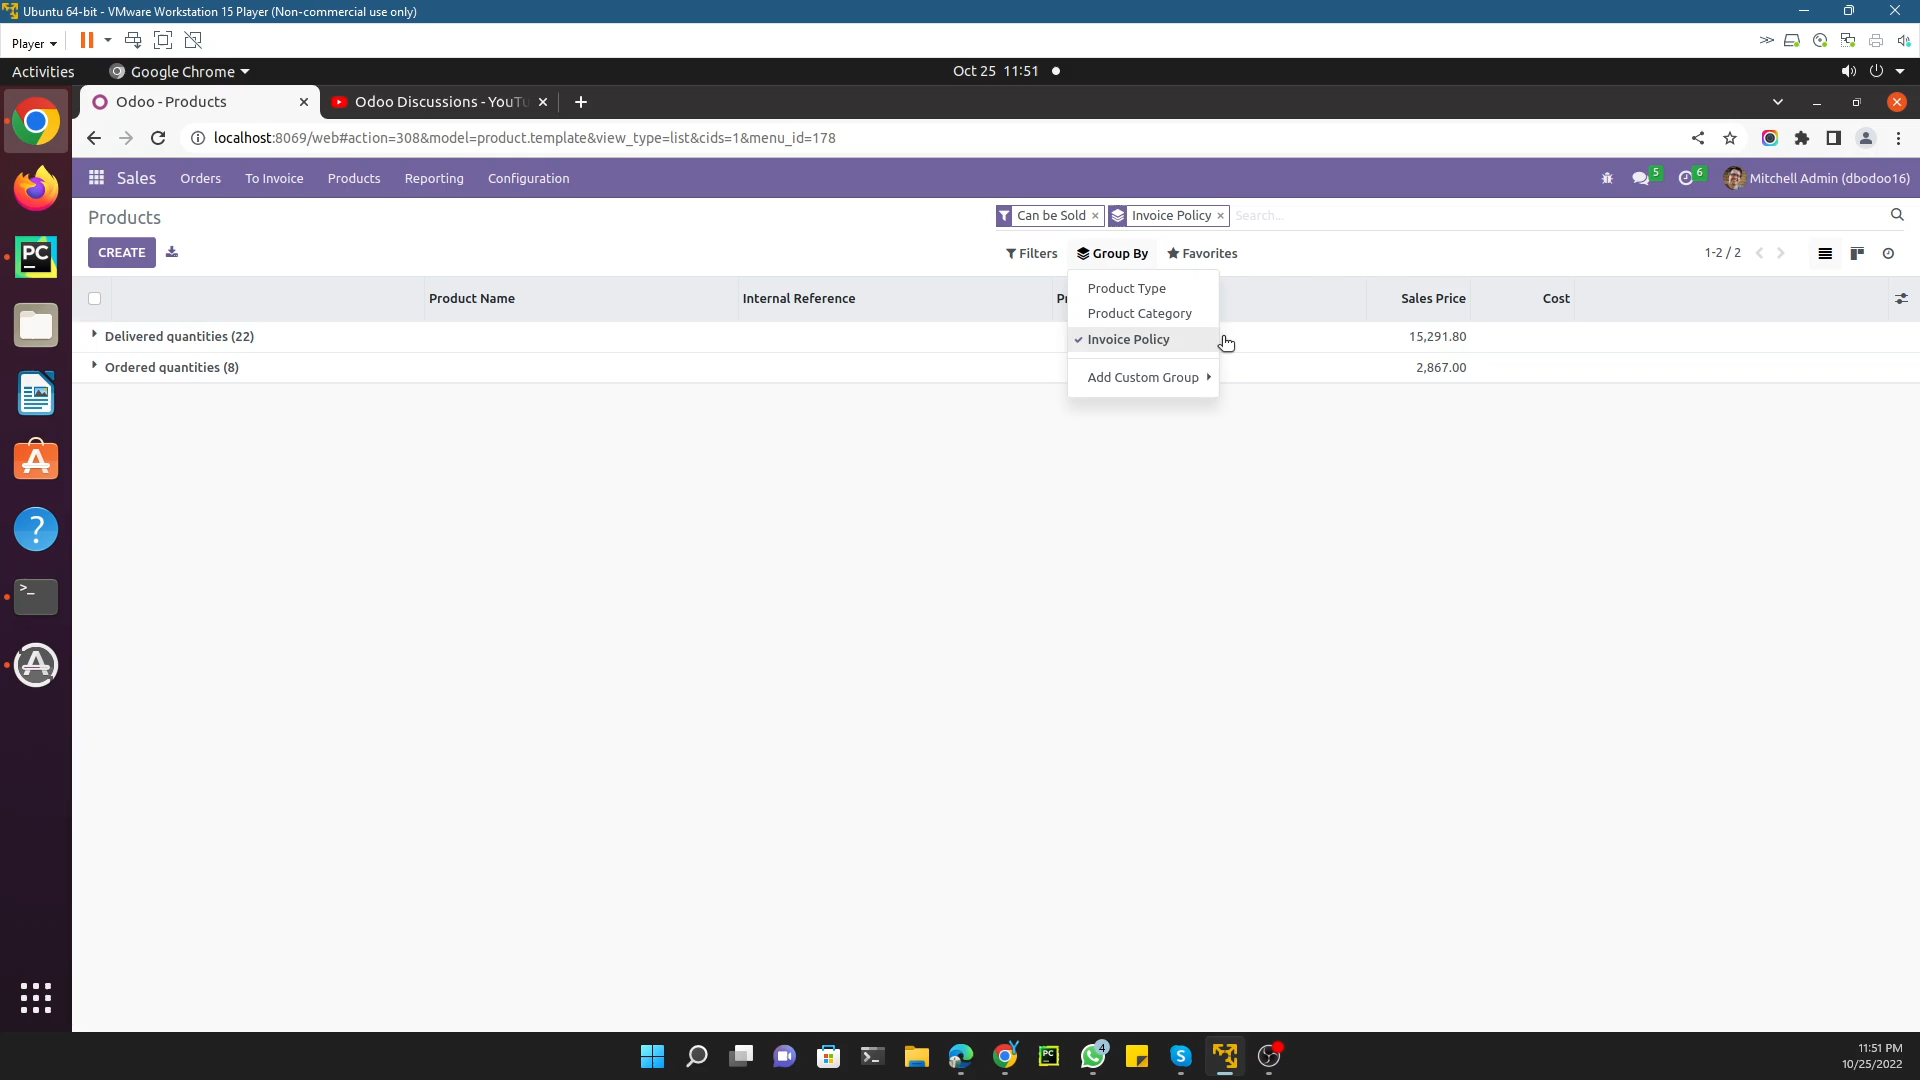 Ubuntu 64-bit - VMware Workstation 15 Player (Non-commercial use only)
Player
Activities Google Chrome Oct 25 11:51
Odoo - Products Odoo Discussions - YouTu
localhost:8069/web#action=308&model=product.template&view_type=list&cids=1&menu_id=178
Sales Orders To Invoice Products Reporting Configuration 5 6 Mitchell Admin (dbodoo16)
Products Can be Sold Invoice Policy Search...
CREATE Filters Group By Favorites 1-2 / 2
Product Name Internal Reference Sales Price Cost
Product Type
Product Category
Invoice Policy
Add Custom Group
Delivered quantities (22) 15,291.80
Ordered quantities (8) 2,867.00
PC
?
>_
PC
4
S
11:51 PM
10/25/2022